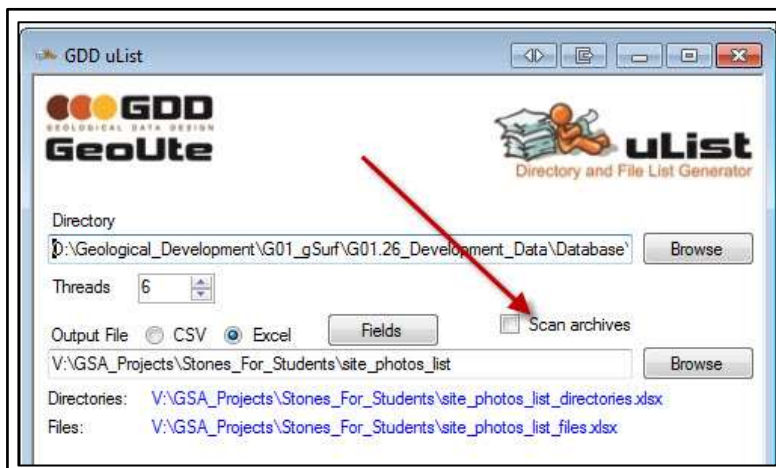 GDD uList
GDD
GEOLOGICAL DATA DESIGN
GeoUte
uList
Directory and File List Generator
Directory
D:\Geological_Development\G01_gSurf\G01.26_Development_Data\Database\
Browse
Threads 6
Output File CSV Excel Fields Scan archives
V:\GSA_Projects\Stones_For_Students\site_photos_list
Browse
Directories: V:\GSA_Projects\Stones_For_Students\site_photos_list_directories.xlsx
Files: V:\GSA_Projects\Stones_For_Students\site_photos_list_files.xlsx